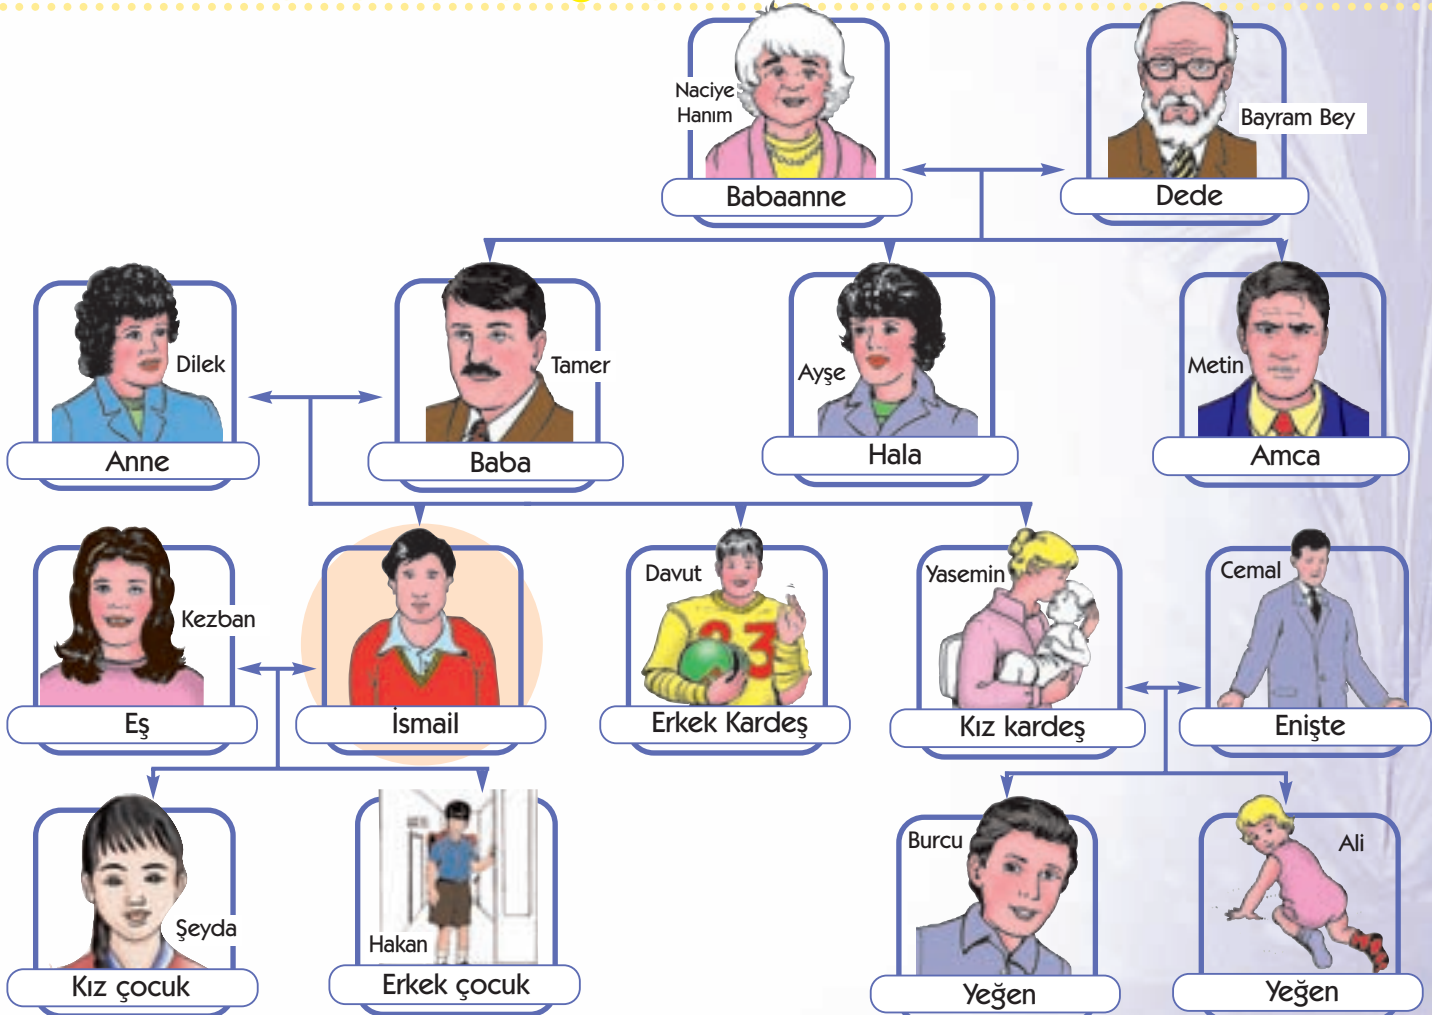 Naciye
Hanım
Bayram Bey
Babaanne
Dede
Dilek
Tamer
Ayşe
Metin
Anne
Baba
Hala
Amca
Kezban
Davut
Yasemin
Cemal
Eş
İsmail
Erkek Kardeş
Kız kardeş
Enişte
Şeyda
Hakan
Burcu
Ali
Kız çocuk
Erkek çocuk
Yeğen
Yeğen